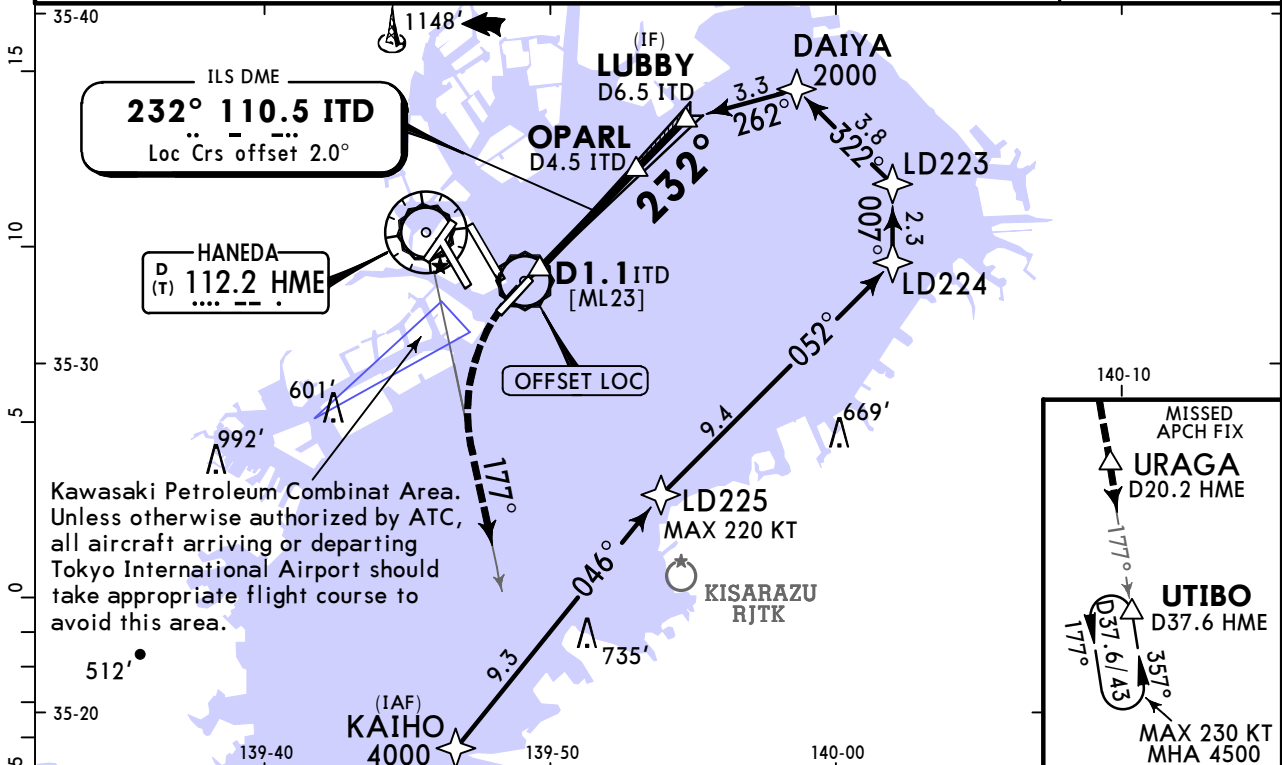 35-40
1148'
15
ILS DME
232° 110.5 ITD
Loc Crs offset 2.0°
(IF)
LUBBY
D6.5 ITD
DAIYA
2000
3.3
262°
3.8
322°
OPARL
D4.5 ITD
232°
LD223
007°
2.3
LD224
10
HANEDA
D
(T) 112.2 HME
D1.1 ITD
[ML23]
OFFSET LOC
052°
35-30
601'
992'
5
9.4
669'
177°
Kawasaki Petroleum Combinat Area.
Unless otherwise authorized by ATC,
all aircraft arriving or departing
Tokyo International Airport should
take appropriate flight course to
avoid this area.
LD225
MAX 220 KT
046°
0
KISARAZU
RJTK
512'
735'
9.3
35-20
(IAF)
KAIHO
4000
139-40
139-50
140-00
5
140-10
MISSED
APCH FIX
URAGA
D20.2 HME
177°
UTIBO
D37.6 HME
D37.6/43
177°
357°
MAX 230 KT
MHA 4500